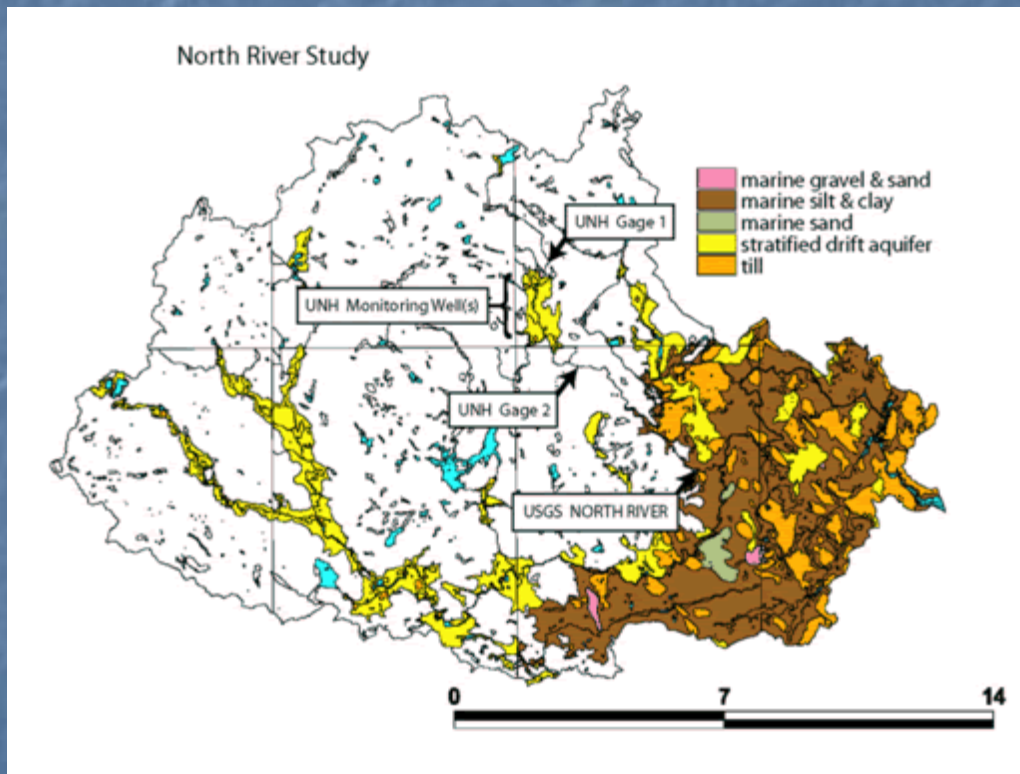 North River Study
marine gravel & sand
marine silt & clay
marine sand
stratified drift aquifer
till
UNH Gage 1
UNH Monitoring Well(s)
UNH Gage 2
USGS NORTH RIVER
0 7 14